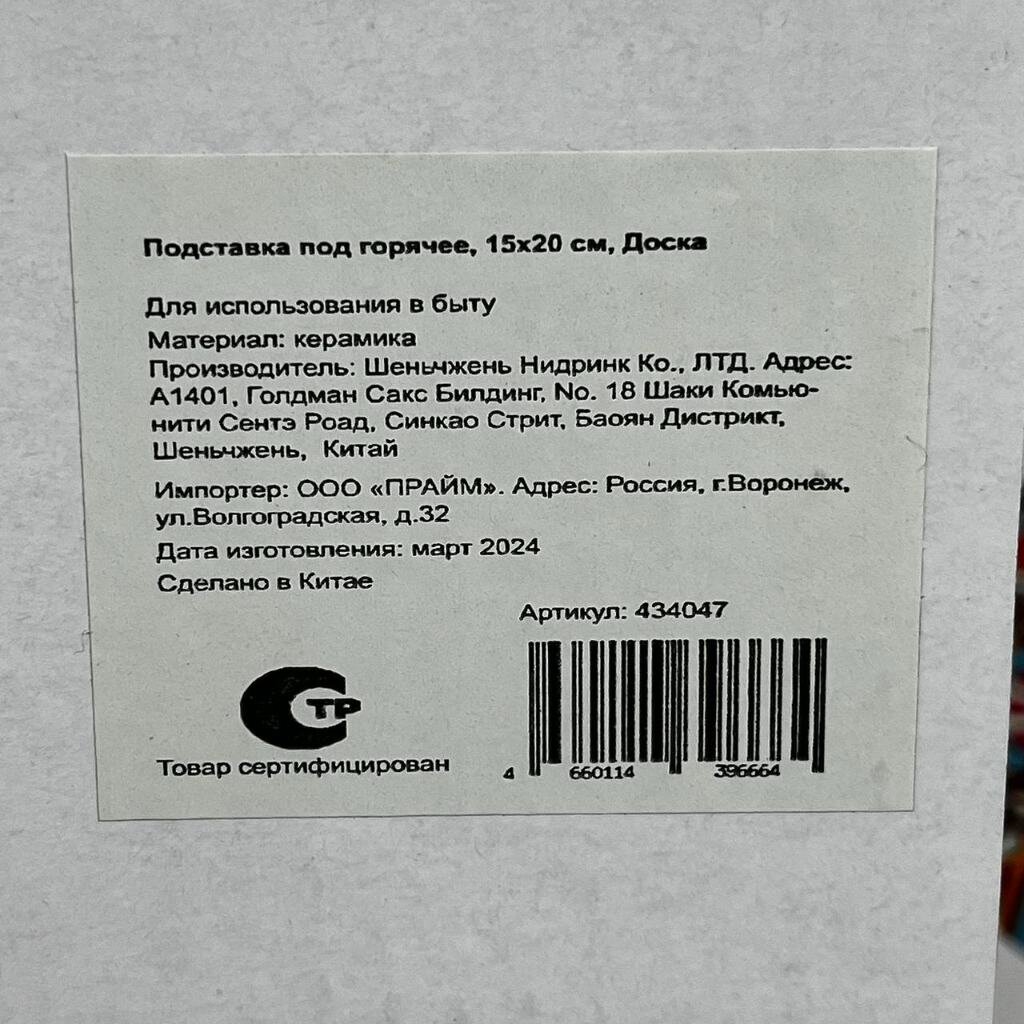 Подставка под горячее, 15х20 см, Доска
Для использования в быту
Материал: керамика
Производитель: Шеньчжень Нидринк Ко., ЛТД. Адрес:
А1401, Голдман Сакс Билдинг, No. 18 Шаки Комью-
нити Сентэ Роад, Синкао Стрит, Баоян Дистрикт,
Шеньчжень, Китай
Импортер: ООО «ПРАЙМ». Адрес: Россия, г.Воронеж,
ул.Волгоградская, д.32
Дата изготовления: март 2024
Сделано в Китае
Артикул: 434047
СТР
Товар сертифицирован
4 660114 396664